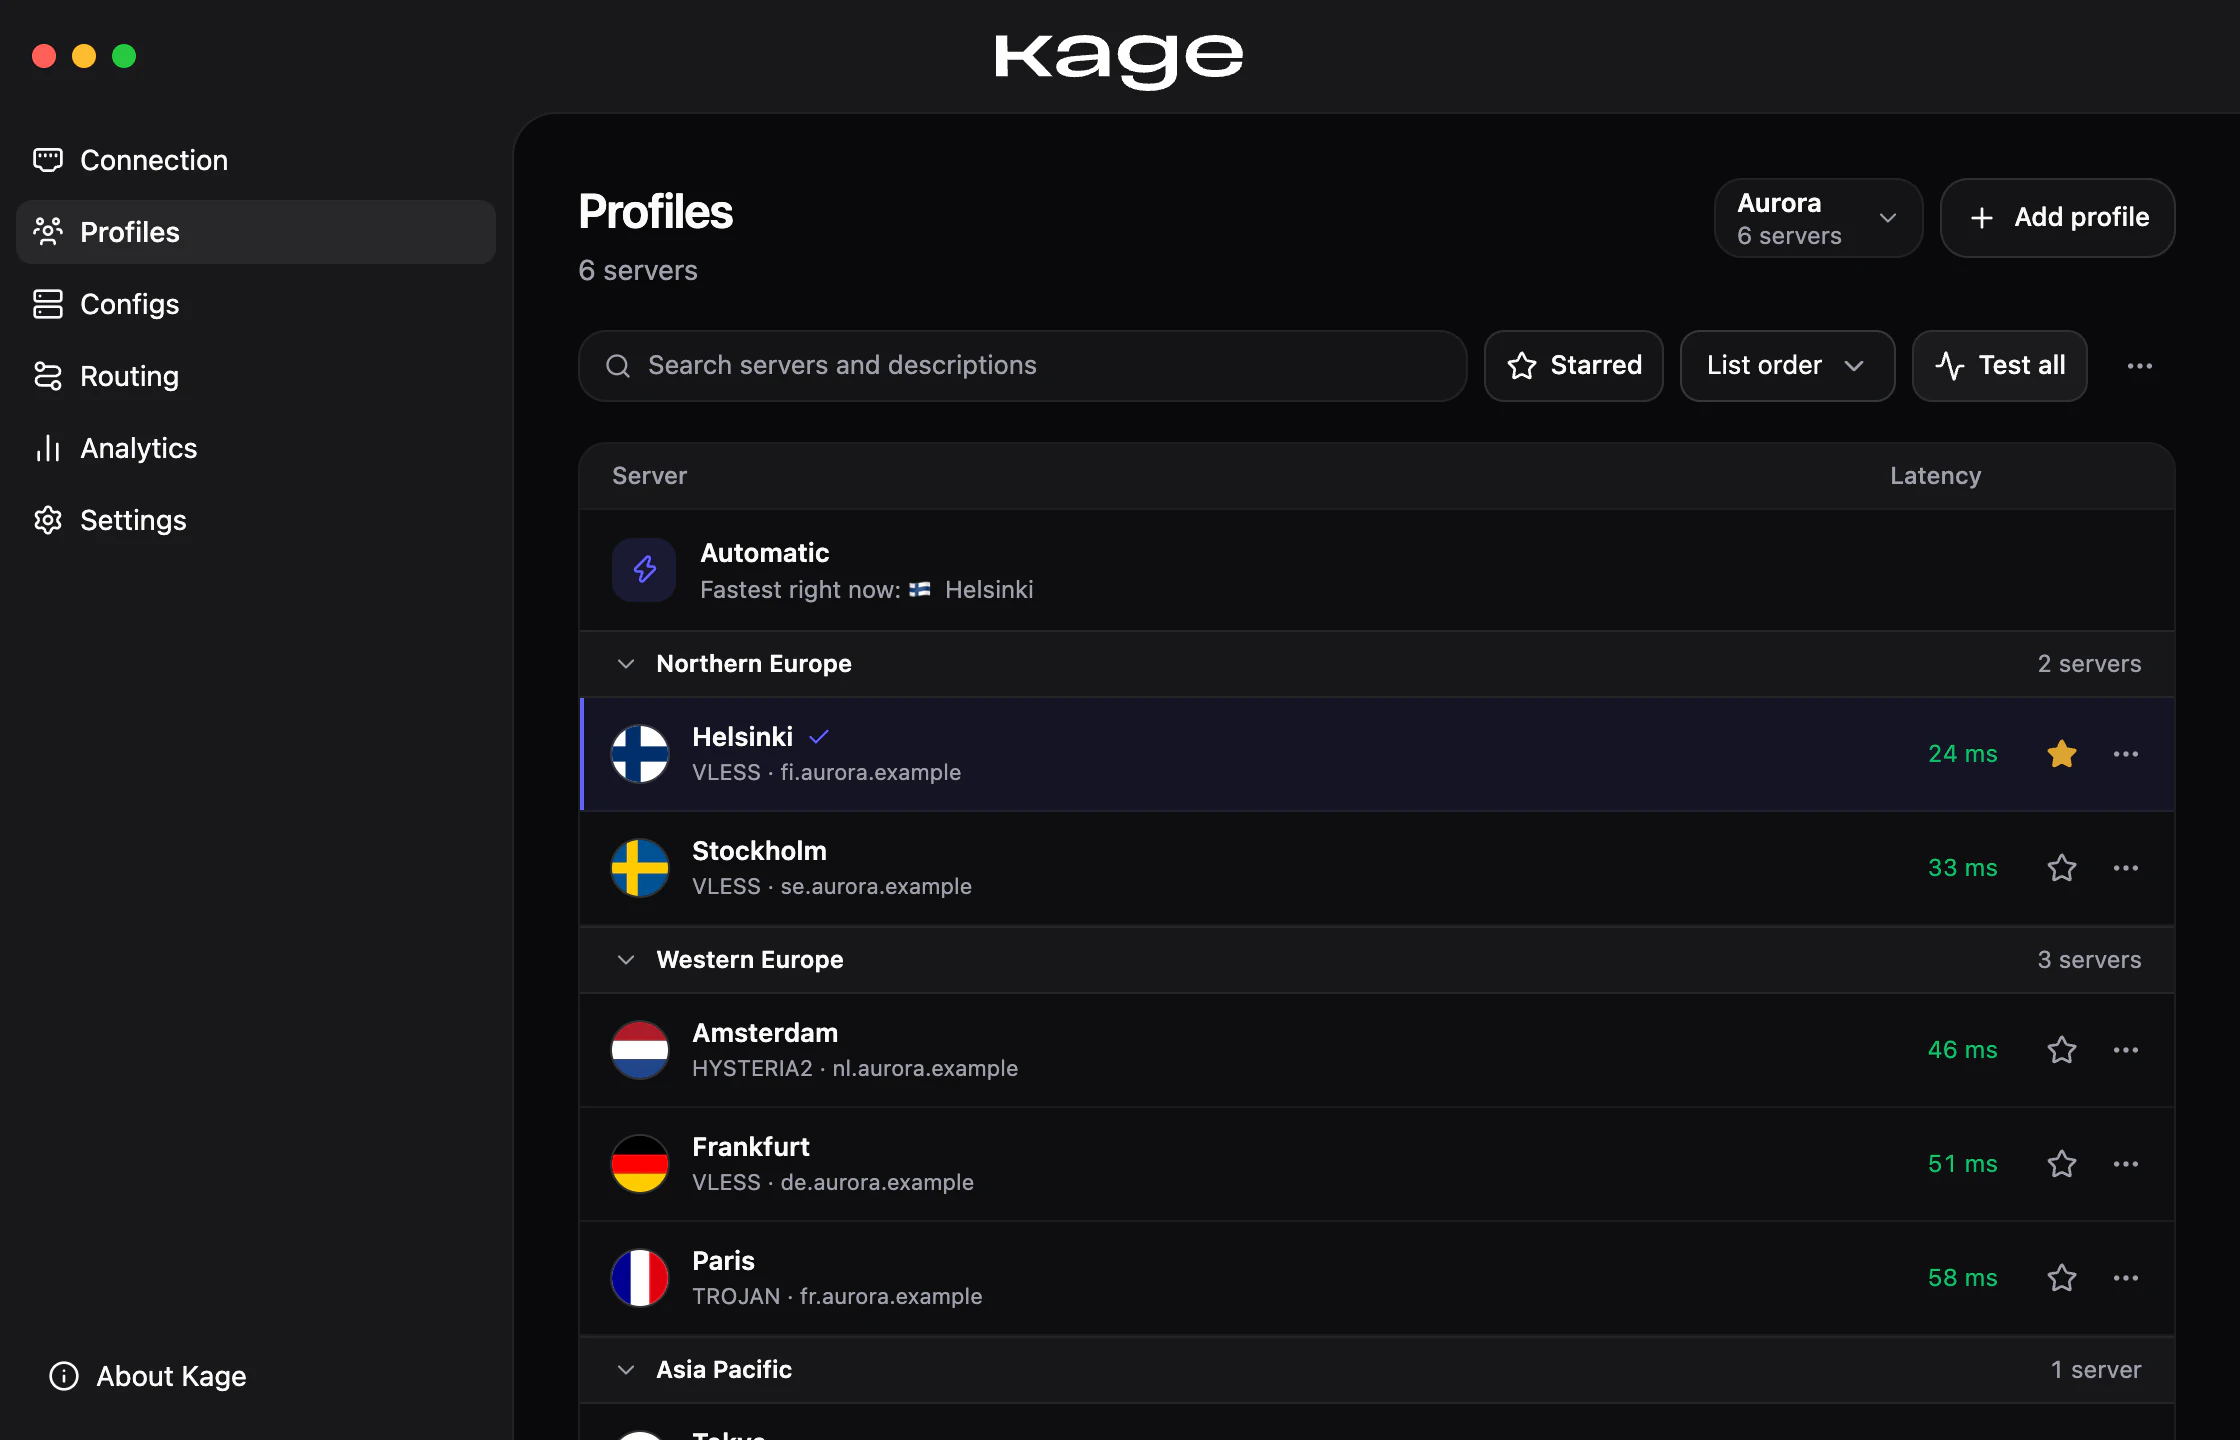 Kage
Connection
Profiles
Configs
Routing
Analytics
Settings
About Kage
Profiles
6 servers
Aurora
6 servers
Add profile
Search servers and descriptions
Starred
List order
Test all
Server
Latency
Automatic
Fastest right now: Helsinki
Northern Europe
2 servers
Helsinki
VLESS · fi.aurora.example
24 ms
Stockholm
VLESS · se.aurora.example
33 ms
Western Europe
3 servers
Amsterdam
HYSTERIA2 · nl.aurora.example
46 ms
Frankfurt
VLESS · de.aurora.example
51 ms
Paris
TROJAN · fr.aurora.example
58 ms
Asia Pacific
1 server
Tokyo